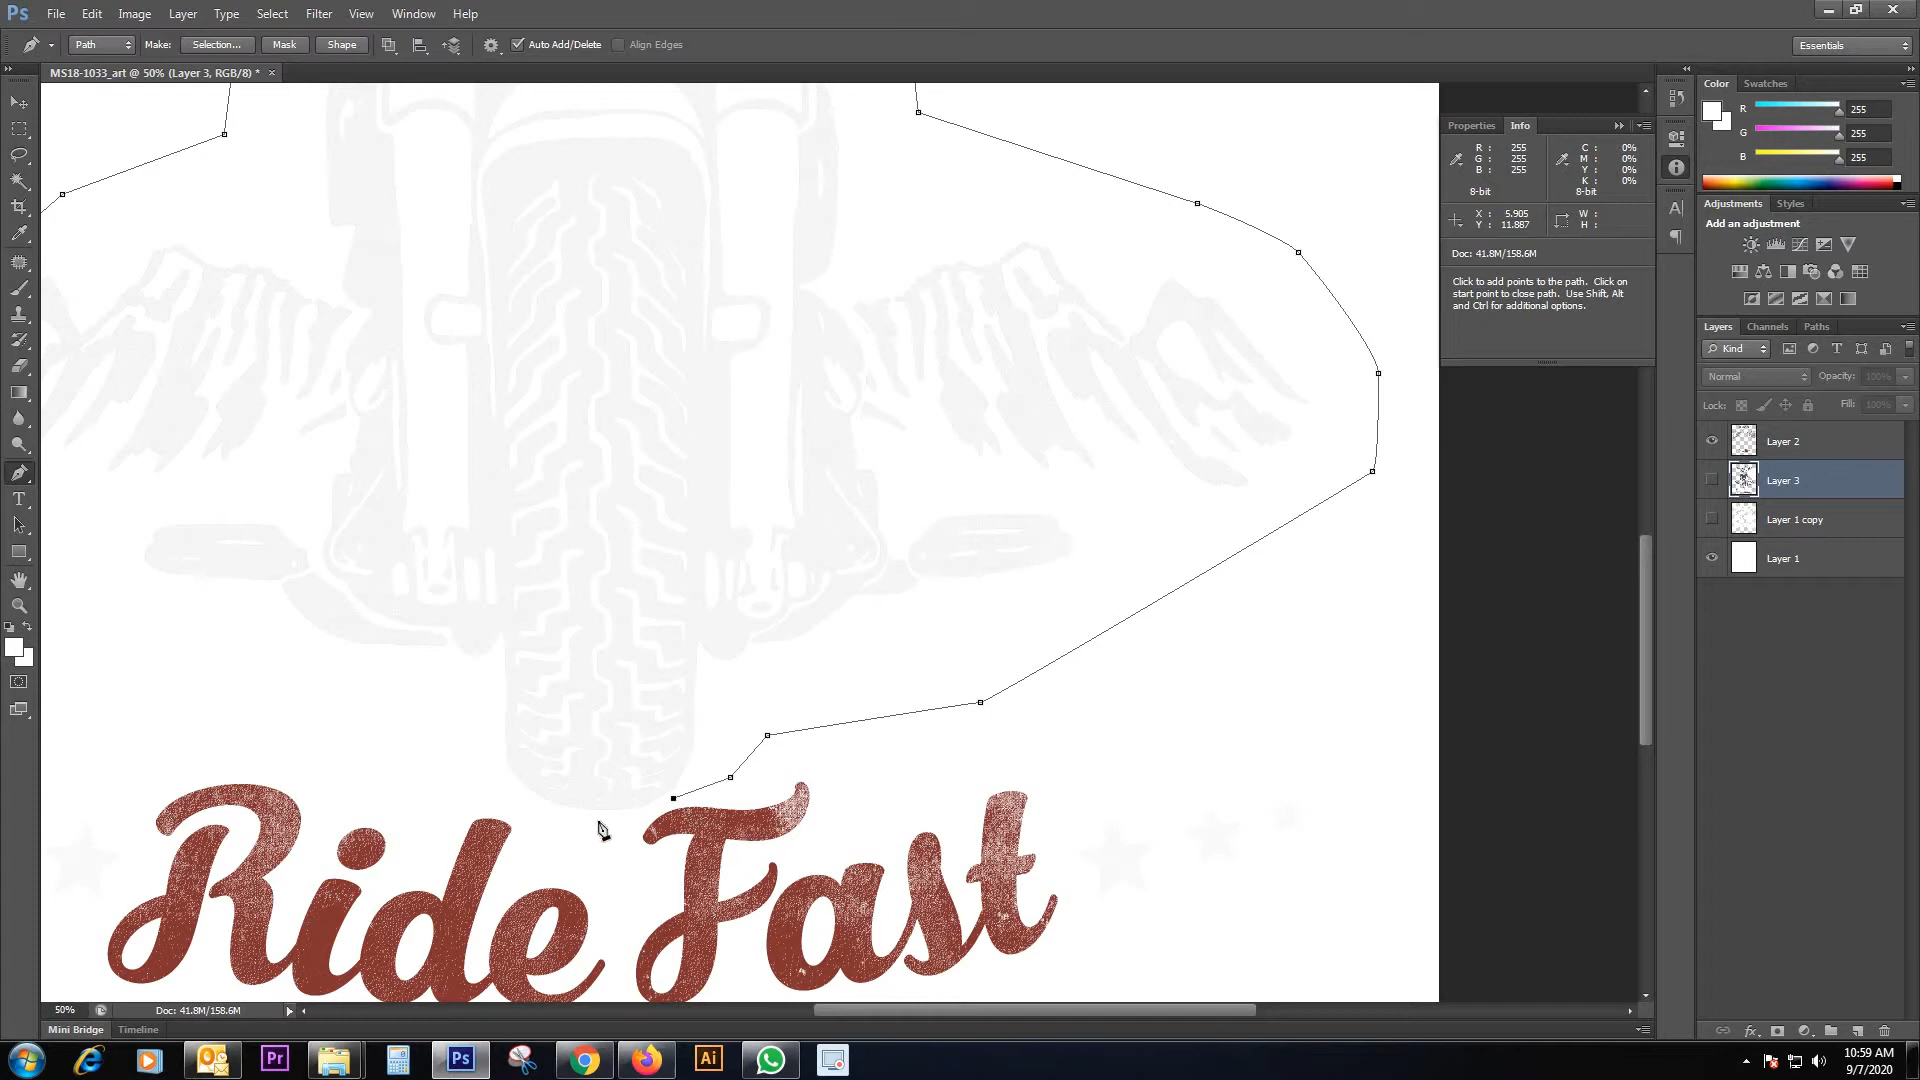 Ps File Edit Image Layer Type Select Filter View Window Help
Path Make: Selection... Mask Shape Auto Add/Delete Align Edges Essentials
MS18-1033_art @ 50% (Layer 3, RGB/8) * ×
Color Swatches
R 255
G 255
B 255
Properties Info
R : 255 C : 0%
G : 255 M : 0%
B : 255 Y : 0%
K : 0%
8-bit 8-bit
X : 5.905 W :
Y : 11.887 H :
Doc: 41.8M/158.6M
Click to add points to the path. Click on
start point to close path. Use Shift, Alt
and Ctrl for additional options.
Adjustments Styles
Add an adjustment
Layers Channels Paths
Kind
Normal Opacity: 100%
Lock: Fill: 100%
Layer 2
Layer 3
Layer 1 copy
Layer 1
Ride Fast
50% Doc: 41.8M/158.6M
Mini Bridge Timeline
Pr Ps Ai
10:59 AM
9/7/2020